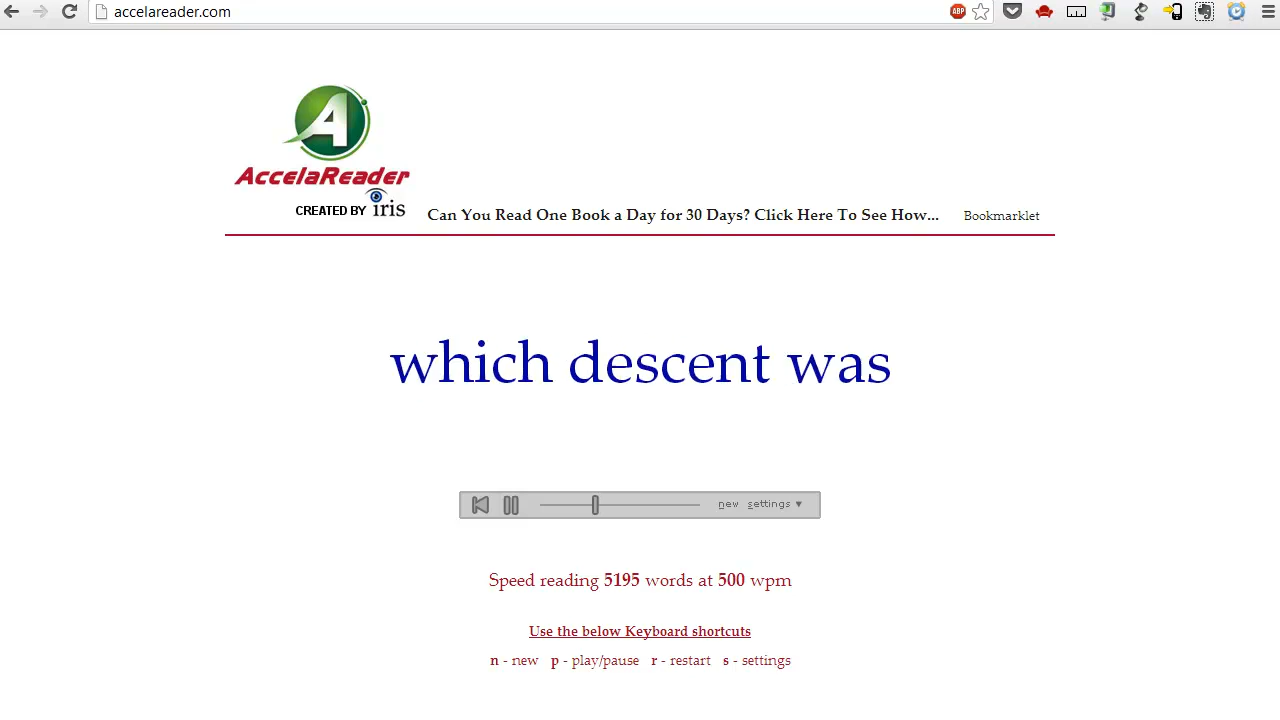 accelareader.com
ABP
A
AccelaReader
CREATED BY iris
Can You Read One Book a Day for 30 Days? Click Here To See How... Bookmarklet
which descent was
new settings ▼
Speed reading 5195 words at 500 wpm
Use the below Keyboard shortcuts
n - new p - play/pause r - restart s - settings